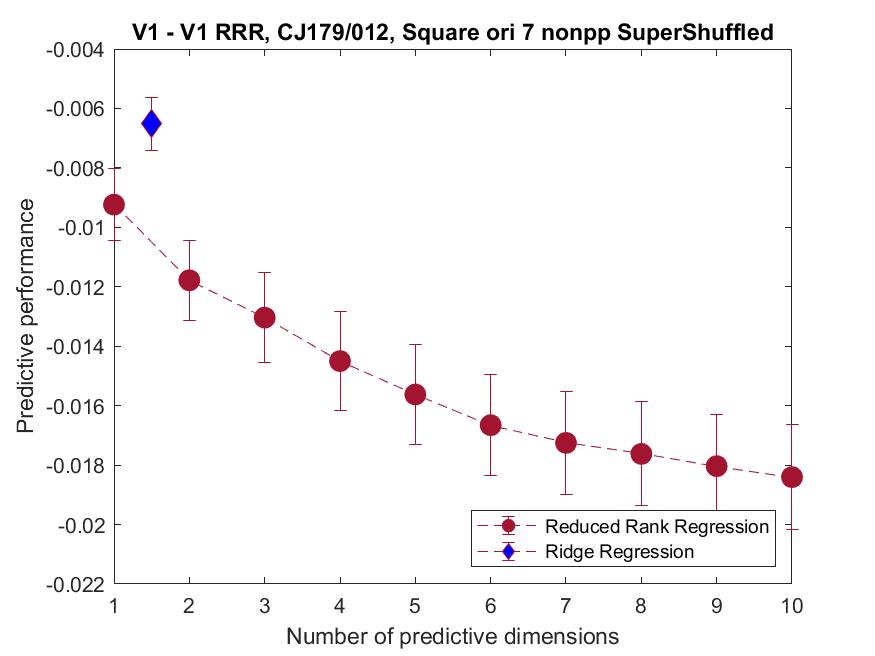 V1 - V1 RRR, CJ179/012, Square ori 7 nonpp SuperShuffled
-0.004
-0.006
-0.008
-0.01
-0.012
-0.014
-0.016
-0.018
-0.02
-0.022
Predictive performance
Reduced Rank Regression
Ridge Regression
1 2 3 4 5 6 7 8 9 10
Number of predictive dimensions